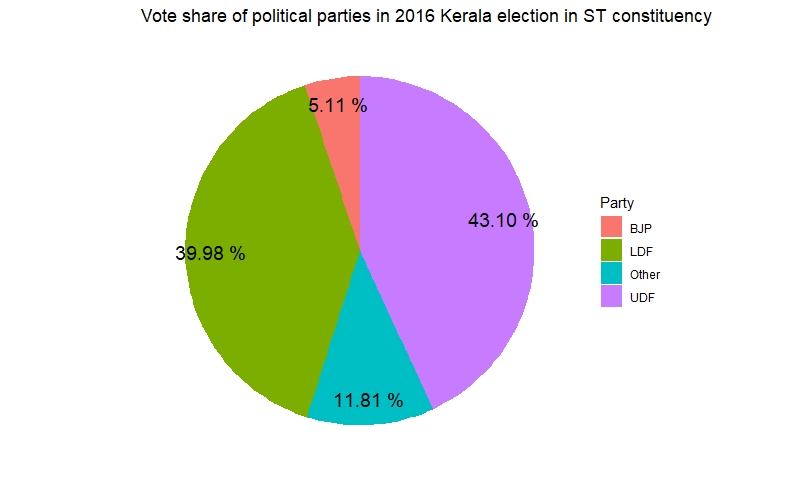 Vote share of political parties in 2016 Kerala election in ST constituency
5.11 %
43.10 %
39.98 %
11.81 %
Party
BJP
LDF
Other
UDF